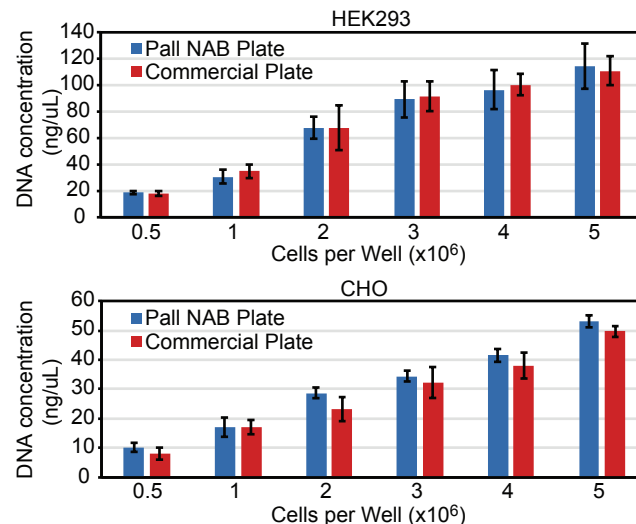 HEK293
140
120
100
80
60
40
20
0
DNA concentration
(ng/uL)
Pall NAB Plate
Commercial Plate
0.5 1 2 3 4 5
Cells per Well (x10⁶)
CHO
60
50
40
30
20
10
0
DNA concentration
(ng/uL)
Pall NAB Plate
Commercial Plate
0.5 1 2 3 4 5
Cells per Well (x10⁶)